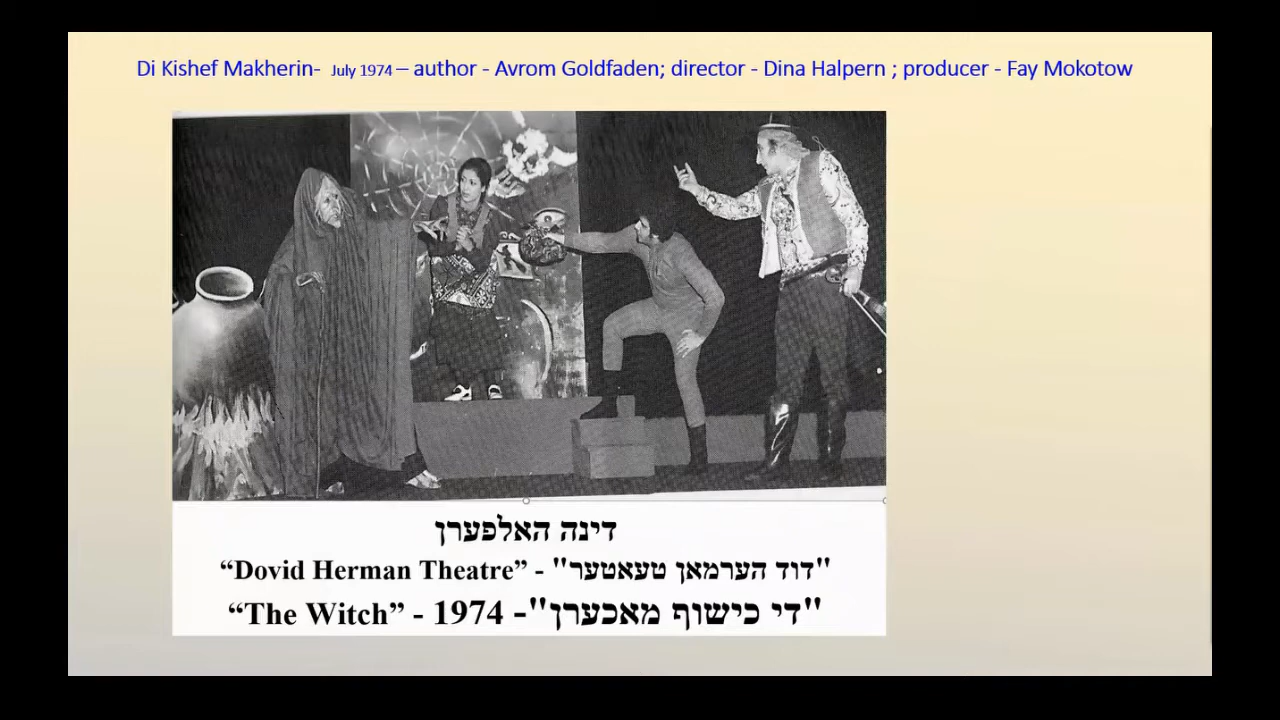 Di Kishef Makherin- July 1974 – author - Avrom Goldfaden; director - Dina Halpern ; producer - Fay Mokotow
דינה האלפערן
“Dovid Herman Theatre” - "דוד הערמאן טעאטער"
“The Witch” - 1974 -"די כישוף מאכערן"